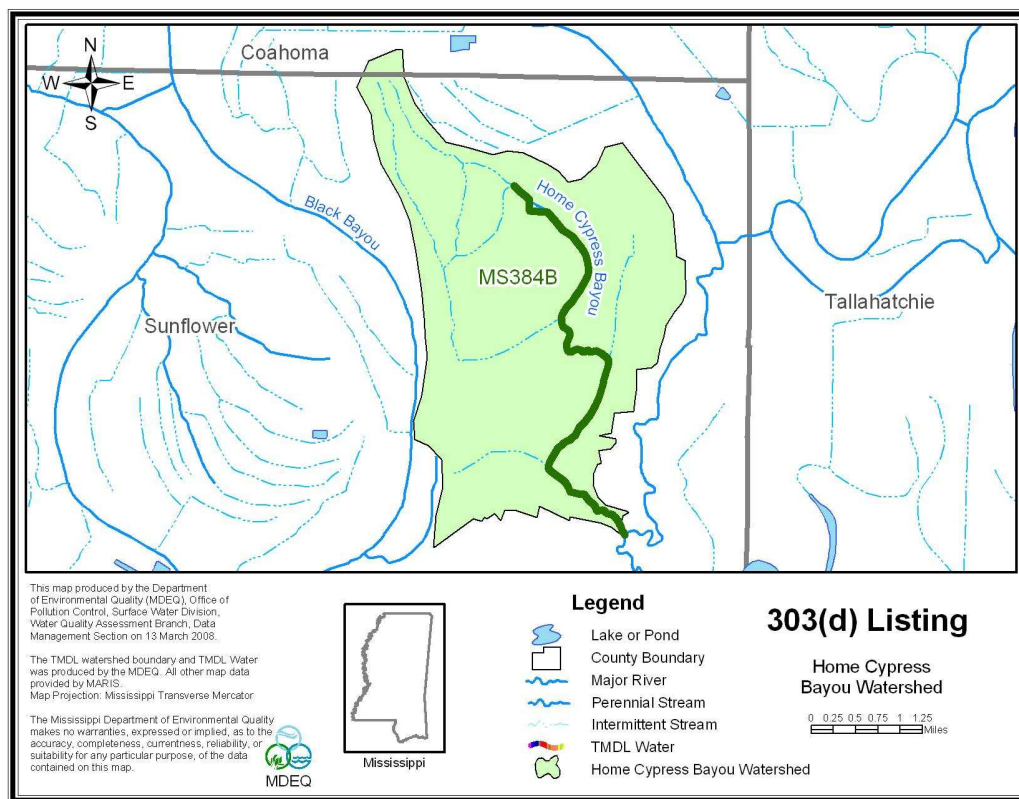 Coahoma
N
W E
S
Black Bayou
Home Cypress Bayou
MS384B
Sunflower
Tallahatchie
This map produced by the Department
of Environmental Quality (MDEQ), Office of
Pollution Control, Surface Water Division,
Water Quality Assessment Branch, Data
Management Section on 13 March 2008.
The TMDL watershed boundary and TMDL Water
was produced by the MDEQ. All other map data
provided by MARIS.
Map Projection: Mississippi Transverse Mercator
The Mississippi Department of Environmental Quality
makes no warranties, expressed or implied, as to the
accuracy, completeness, currentness, reliability, or
suitability for any particular purpose, of the data
contained on this map.
MDEQ
Mississippi
Legend
Lake or Pond
County Boundary
Major River
Perennial Stream
Intermittent Stream
TMDL Water
Home Cypress Bayou Watershed
303(d) Listing
Home Cypress
Bayou Watershed
0 0.25 0.5 0.75 1 1.25
Miles